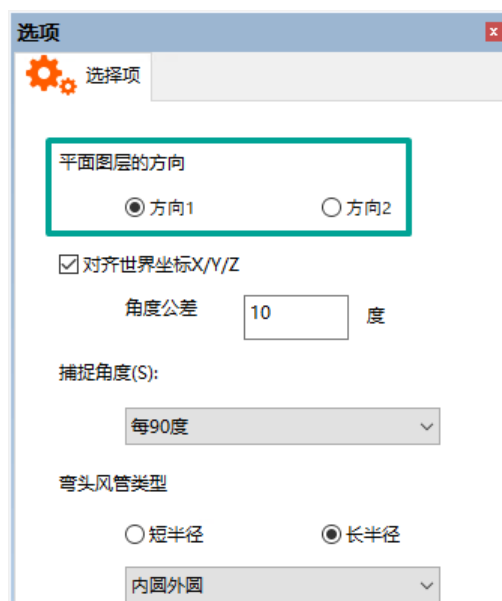 选项
选择项
平面图层的方向
方向1 方向2
对齐世界坐标X/Y/Z
角度公差 10 度
捕捉角度(S):
每90度
弯头风管类型
短半径 长半径
内圆外圆